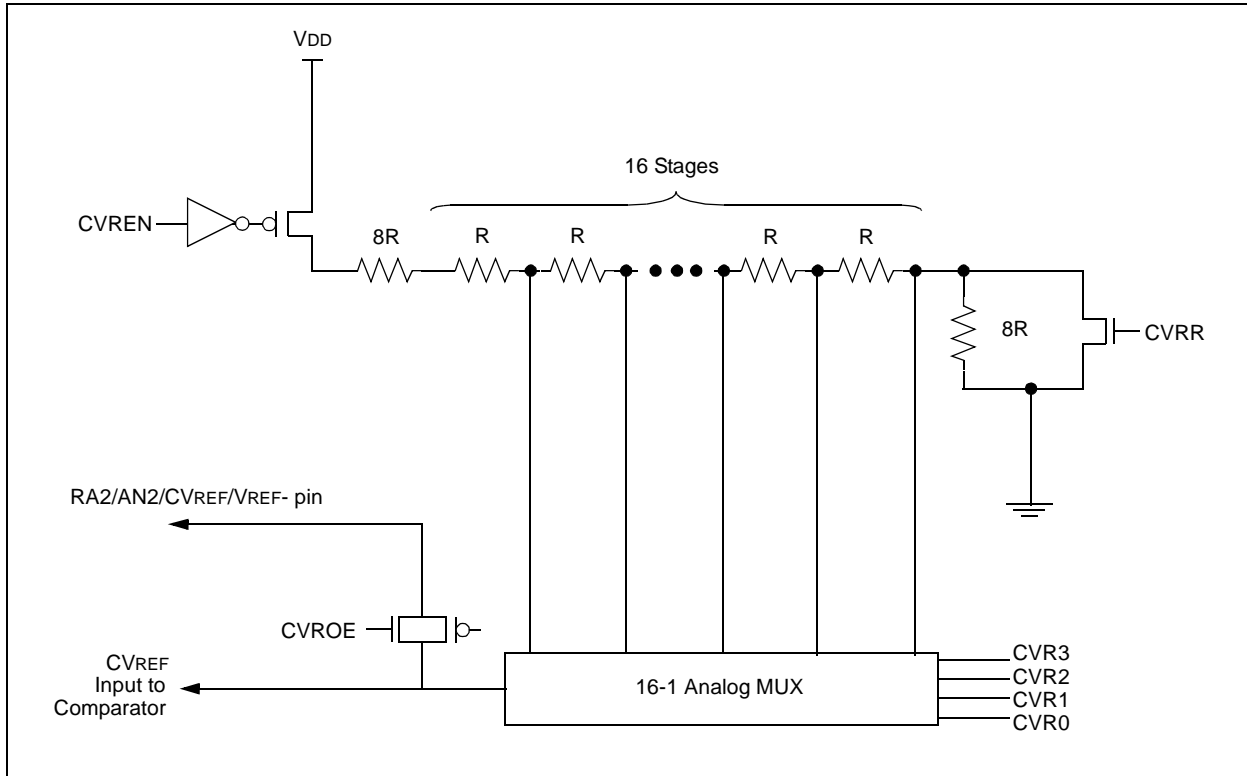 VDD
16 Stages
CVREN
8R
R
R
R
R
8R
CVRR
RA2/AN2/CVREF/VREF- pin
CVROE
CVREF
Input to
Comparator
16-1 Analog MUX
CVR3
CVR2
CVR1
CVR0